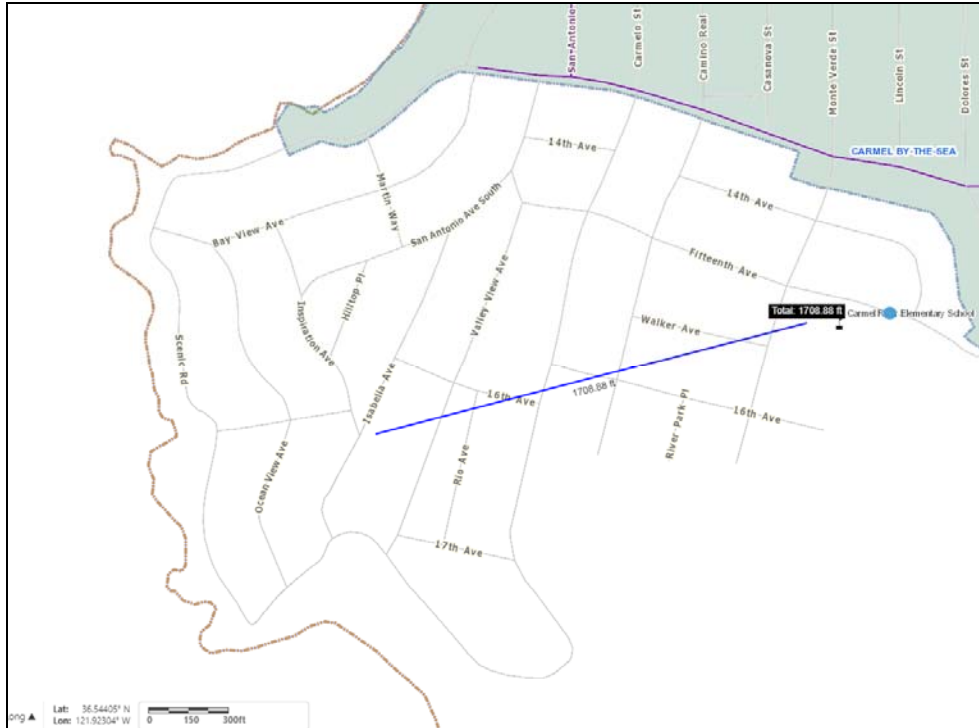 San-Antonio
Carmelo St
Camino Real
Casanova St
Monte Verde St
Lincoln St
Dolores St
CARMEL BY-THE-SEA
14th Ave
14th Ave
Martin Way
San Antonio Ave South
Bay View Ave
Fifteenth Ave
Valley View Ave
Hilltop Pl
Inspiration Ave
Total: 1708.88 ft
Elementary School
Walker Ave
Scenic Rd
Isabella Ave
1708.88 ft
16th Ave
River Park Pl
16th Ave
Rio Ave
Ocean View Ave
17th Ave
ong ▲
Lat: 36.54405° N
Lon: 121.92304° W
0 150 300ft